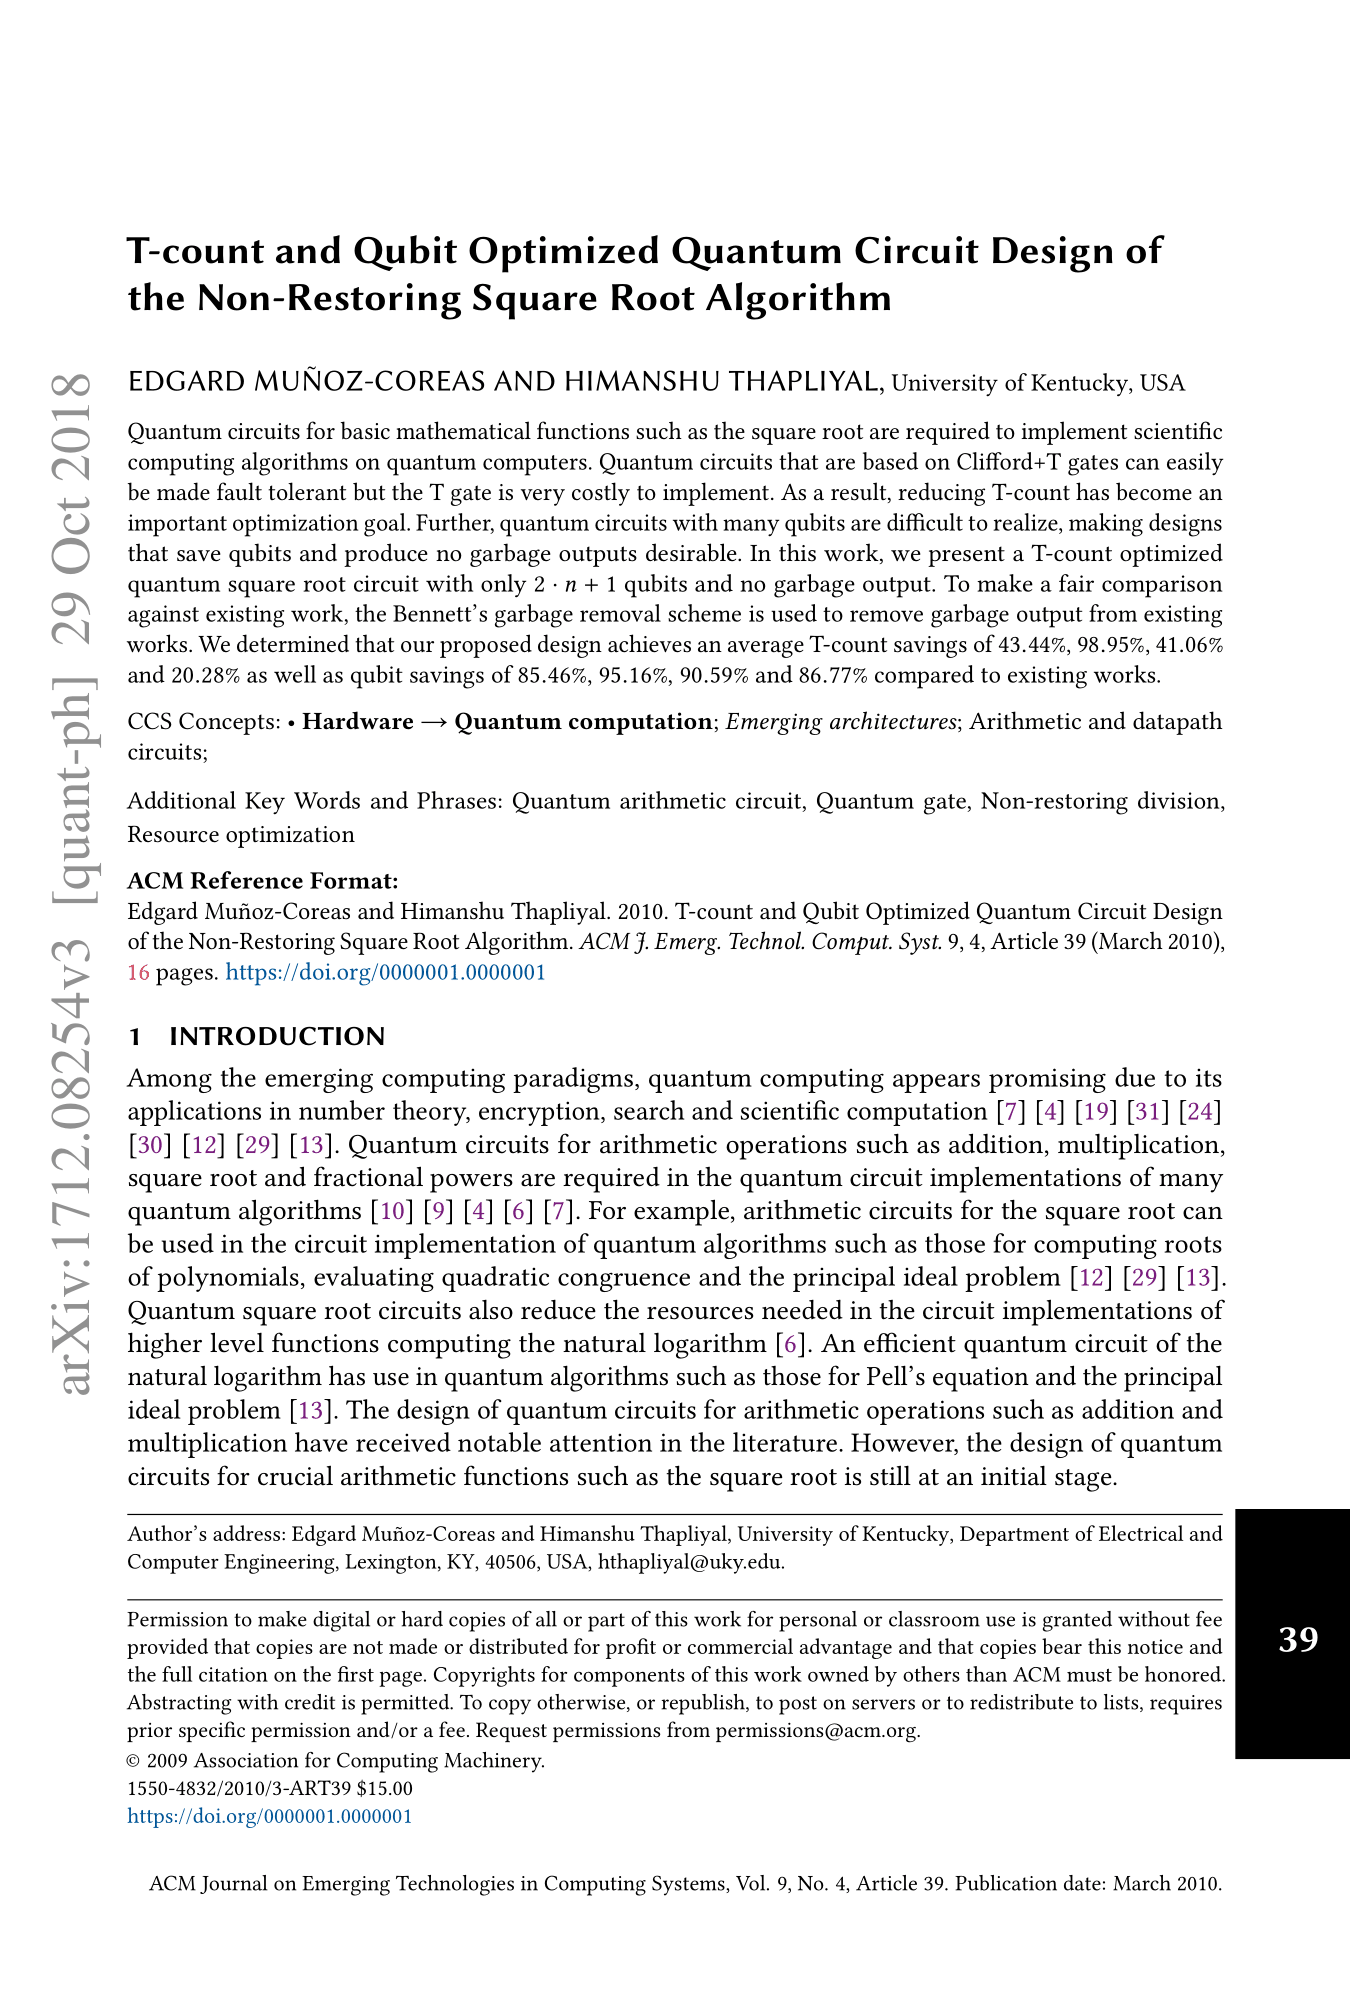 arXiv:1712.08254v3 [quant-ph] 29 Oct 2018
T-count and Qubit Optimized Quantum Circuit Design of
the Non-Restoring Square Root Algorithm
EDGARD MUÑOZ-COREAS AND HIMANSHU THAPLIYAL, University of Kentucky, USA
Quantum circuits for basic mathematical functions such as the square root are required to implement scientific
computing algorithms on quantum computers. Quantum circuits that are based on Clifford+T gates can easily
be made fault tolerant but the T gate is very costly to implement. As a result, reducing T-count has become an
important optimization goal. Further, quantum circuits with many qubits are difficult to realize, making designs
that save qubits and produce no garbage outputs desirable. In this work, we present a T-count optimized
quantum square root circuit with only 2 · n + 1 qubits and no garbage output. To make a fair comparison
against existing work, the Bennett's garbage removal scheme is used to remove garbage output from existing
works. We determined that our proposed design achieves an average T-count savings of 43.44%, 98.95%, 41.06%
and 20.28% as well as qubit savings of 85.46%, 95.16%, 90.59% and 86.77% compared to existing works.
CCS Concepts: • Hardware → Quantum computation; Emerging architectures; Arithmetic and datapath
circuits;
Additional Key Words and Phrases: Quantum arithmetic circuit, Quantum gate, Non-restoring division,
Resource optimization
ACM Reference Format:
Edgard Muñoz-Coreas and Himanshu Thapliyal. 2010. T-count and Qubit Optimized Quantum Circuit Design
of the Non-Restoring Square Root Algorithm. ACM J. Emerg. Technol. Comput. Syst. 9, 4, Article 39 (March 2010),
16 pages. https://doi.org/0000001.0000001
1 INTRODUCTION
Among the emerging computing paradigms, quantum computing appears promising due to its
applications in number theory, encryption, search and scientific computation [7] [4] [19] [31] [24]
[30] [12] [29] [13]. Quantum circuits for arithmetic operations such as addition, multiplication,
square root and fractional powers are required in the quantum circuit implementations of many
quantum algorithms [10] [9] [4] [6] [7]. For example, arithmetic circuits for the square root can
be used in the circuit implementation of quantum algorithms such as those for computing roots
of polynomials, evaluating quadratic congruence and the principal ideal problem [12] [29] [13].
Quantum square root circuits also reduce the resources needed in the circuit implementations of
higher level functions computing the natural logarithm [6]. An efficient quantum circuit of the
natural logarithm has use in quantum algorithms such as those for Pell's equation and the principal
ideal problem [13]. The design of quantum circuits for arithmetic operations such as addition and
multiplication have received notable attention in the literature. However, the design of quantum
circuits for crucial arithmetic functions such as the square root is still at an initial stage.
Author's address: Edgard Muñoz-Coreas and Himanshu Thapliyal, University of Kentucky, Department of Electrical and
Computer Engineering, Lexington, KY, 40506, USA, hthapliyal@uky.edu.
Permission to make digital or hard copies of all or part of this work for personal or classroom use is granted without fee
provided that copies are not made or distributed for profit or commercial advantage and that copies bear this notice and
the full citation on the first page. Copyrights for components of this work owned by others than ACM must be honored.
Abstracting with credit is permitted. To copy otherwise, or republish, to post on servers or to redistribute to lists, requires
prior specific permission and/or a fee. Request permissions from permissions@acm.org.
© 2009 Association for Computing Machinery.
1550-4832/2010/3-ART39 $15.00
https://doi.org/0000001.0000001
39
ACM Journal on Emerging Technologies in Computing Systems, Vol. 9, No. 4, Article 39. Publication date: March 2010.